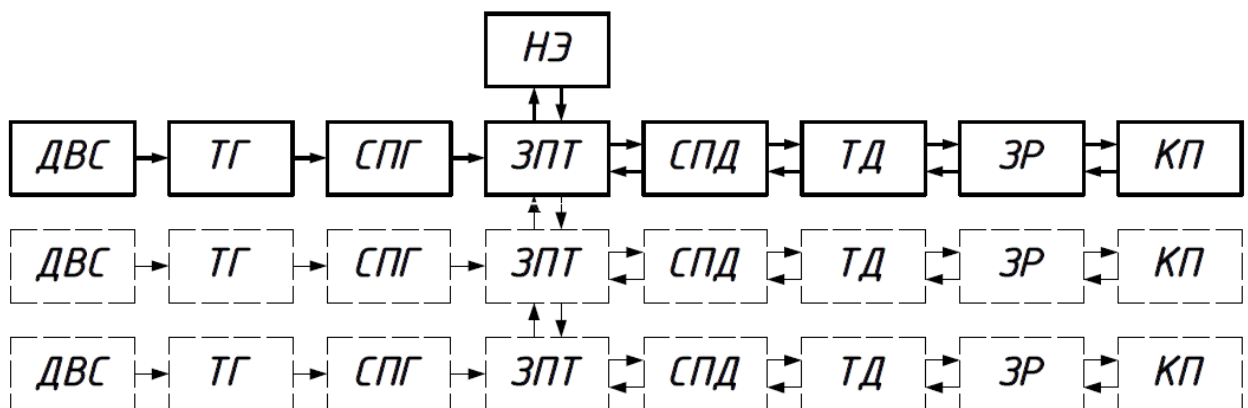 НЭ
ДВС ТГ СПГ ЗПТ СПД ТД ЗР КП
ДВС ТГ СПГ ЗПТ СПД ТД ЗР КП
ДВС ТГ СПГ ЗПТ СПД ТД ЗР КП